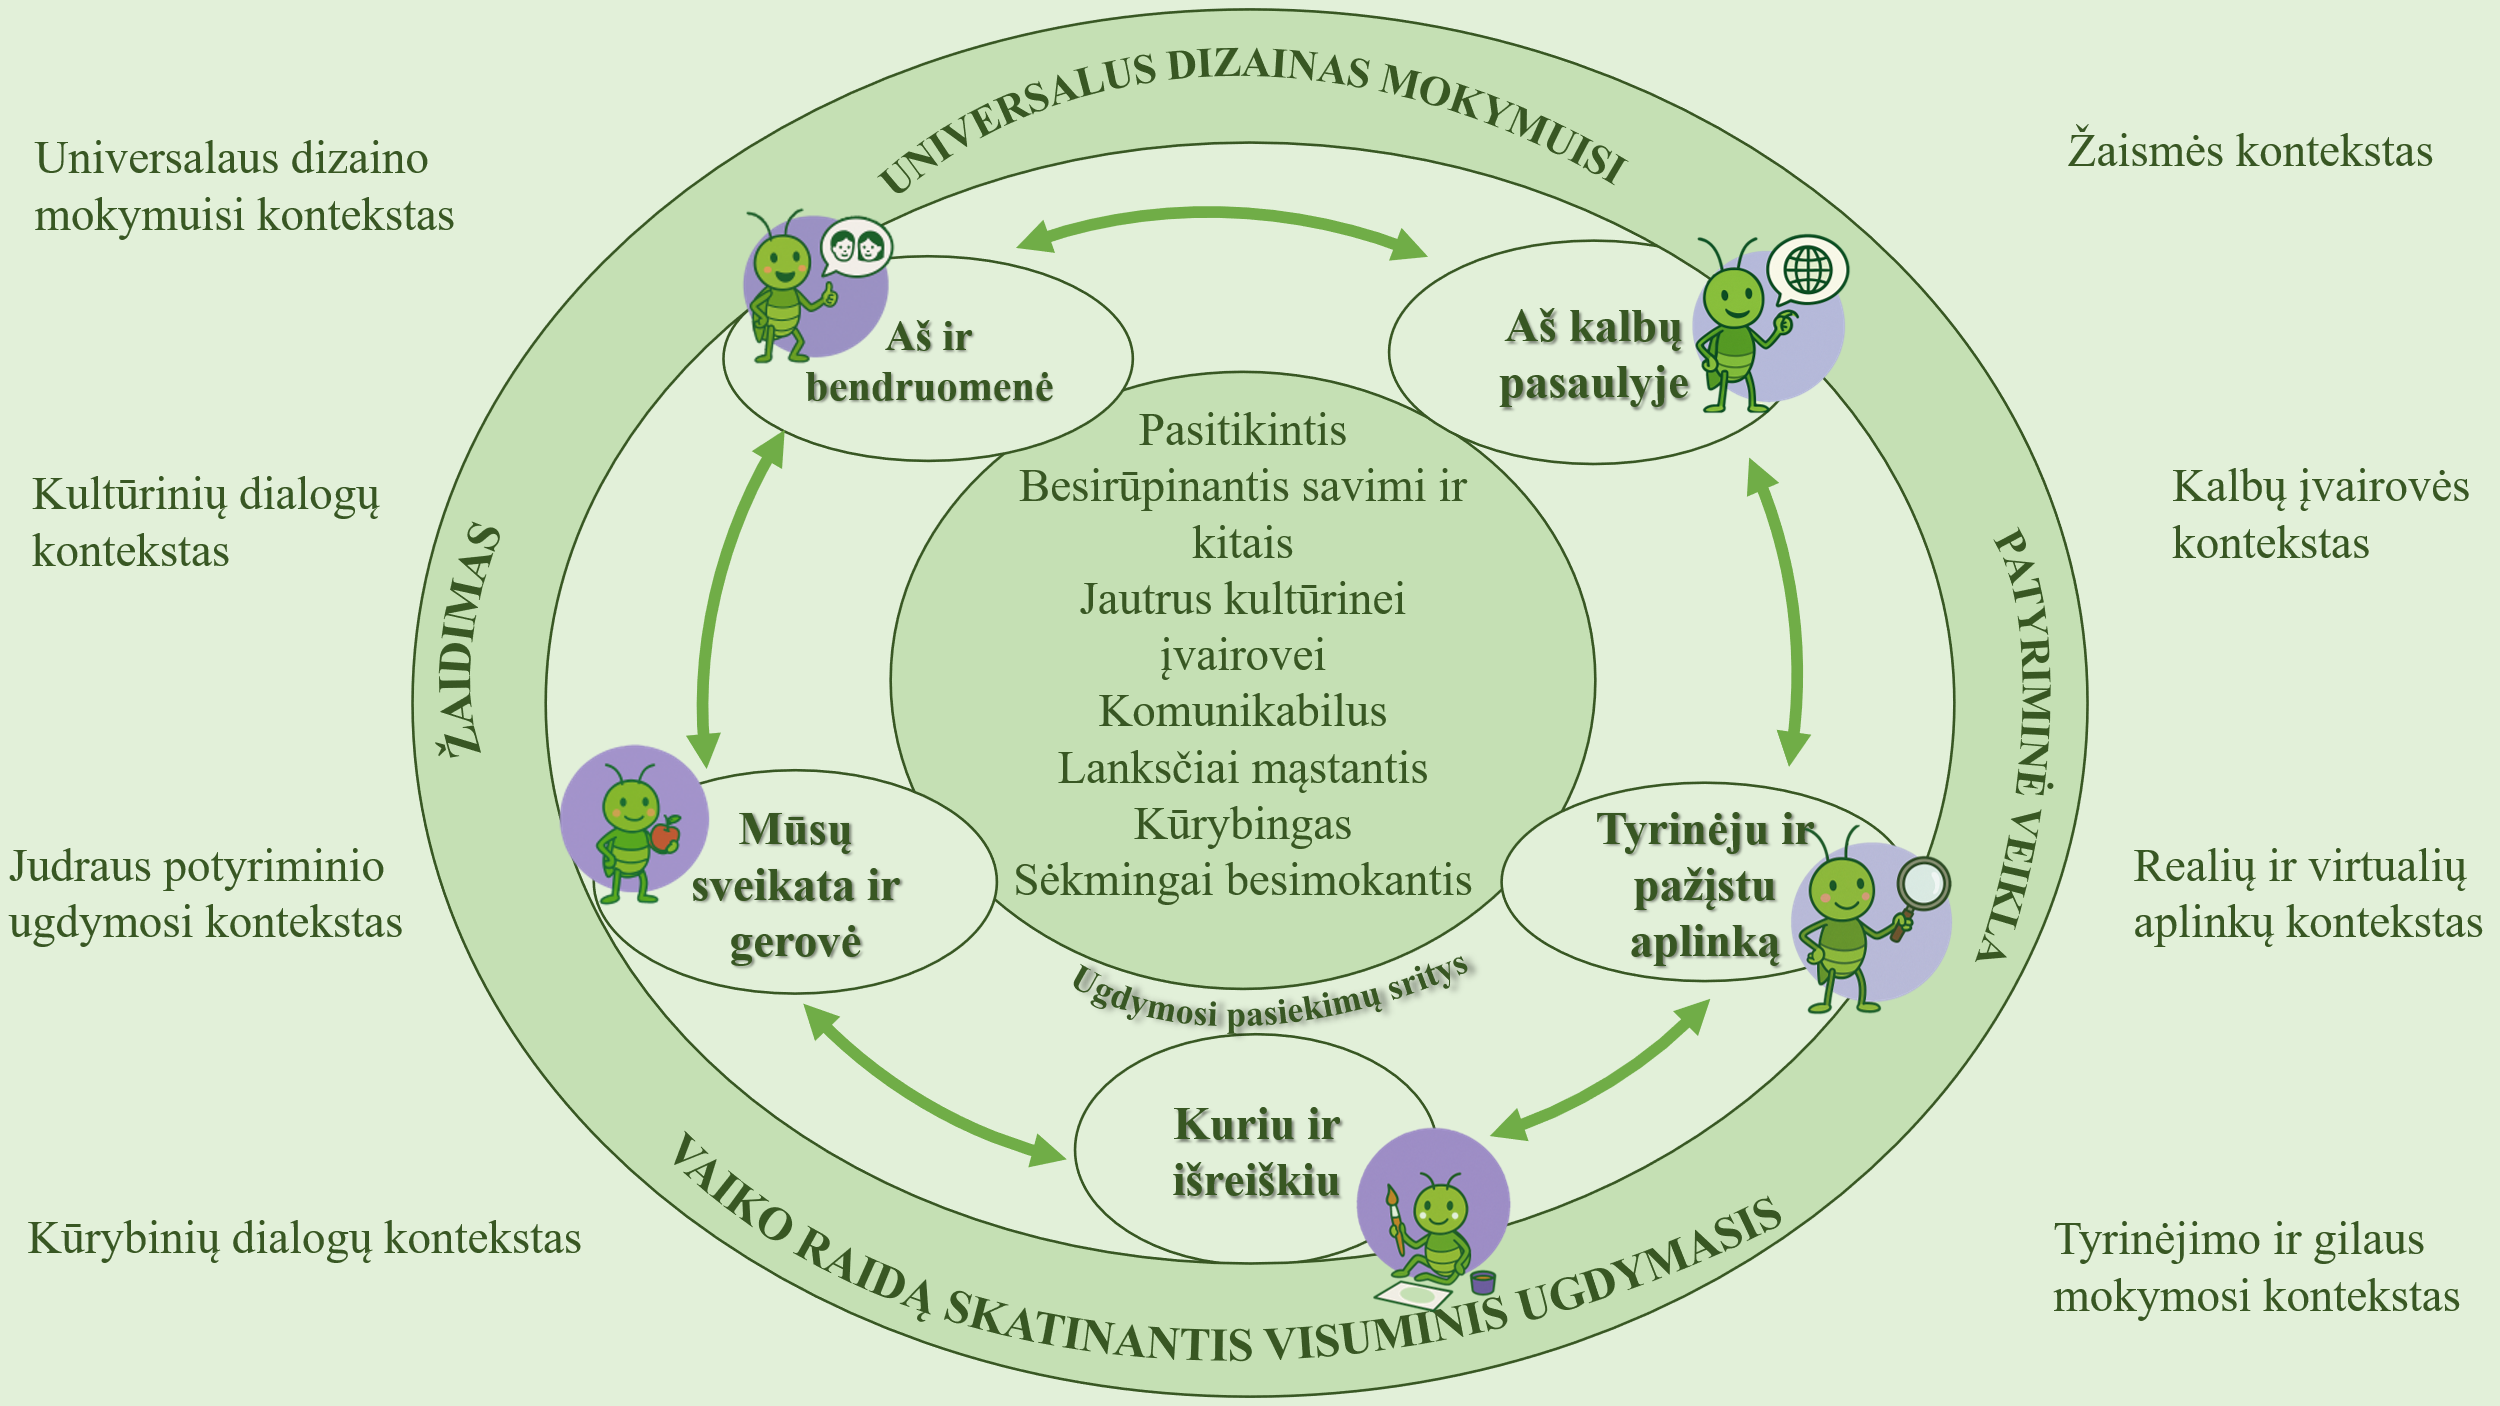 UNIVERSALUS DIZAINAS MOKYMUISI
PATYRIMINĖ VEIKLA
VAIKO RAIDĄ SKATINANTIS VISUMINIS UGDYMASIS
ŽAIDIMAS
Universalaus dizaino
mokymuisi kontekstas
Kultūrinių dialogų
kontekstas
Judraus potyriminio
ugdymosi kontekstas
Kūrybinių dialogų kontekstas
Aš ir
bendruomenė
Aš kalbų
pasaulyje
Pasitikintis
Besirūpinantis savimi ir
kitais
Jautrus kultūrinei
įvairovei
Komunikabilus
Lanksčiai mąstantis
Kūrybingas
Sėkmingai besimokantis
Mūsų
sveikata ir
gerovė
Tyrinėju ir
pažįstu
aplinką
Ugdymosi pasiekimų sritys
Kuriu ir
išreiškiu
Žaismės kontekstas
Kalbų įvairovės
kontekstas
Realių ir virtualių
aplinkų kontekstas
Tyrinėjimo ir gilaus
mokymosi kontekstas